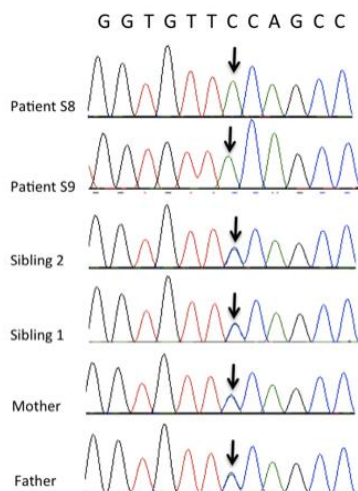 G G T G T T C C A G C C
Patient S8
Patient S9
Sibling 2
Sibling 1
Mother
Father